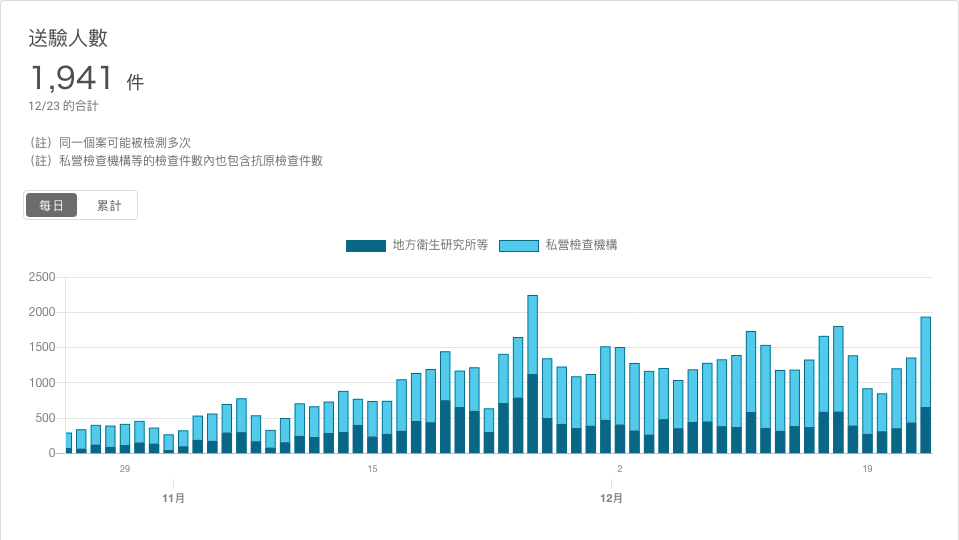 送驗人數
1,941 件
12/23 的合計
（註）同一個案可能被檢測多次
（註）私營檢查機構等的檢查件數內也包含抗原檢查件數
每日 累計
地方衛生研究所等 私營檢查機構
2500
2000
1500
1000
500
0
29 15 2 19
11月 12月